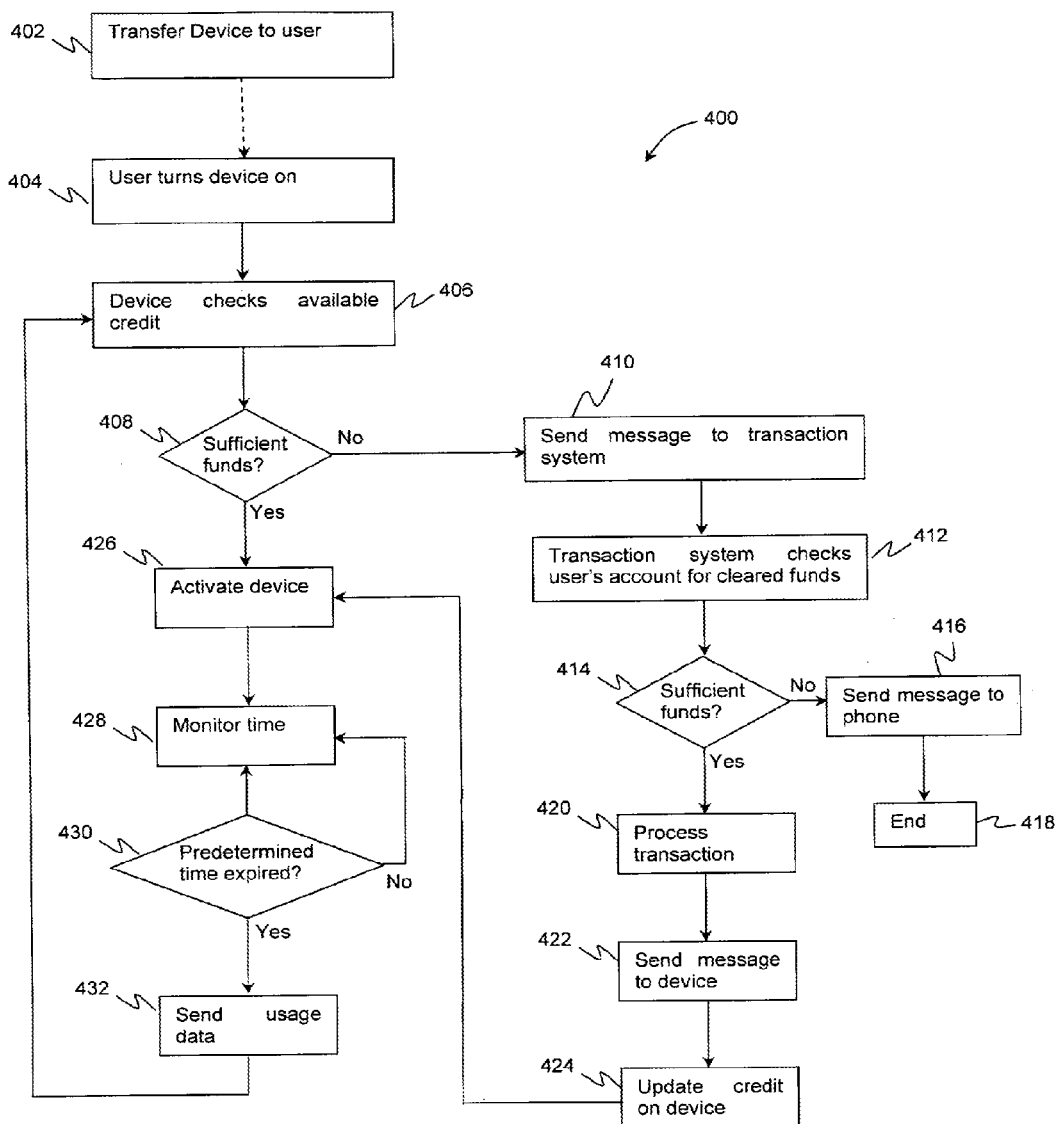 402
Transfer Device to user
400
404
User turns device on
406
Device checks available
credit
408
Sufficient
funds?
No
Yes
410
Send message to transaction
system
412
Transaction system checks
user's account for cleared funds
414
Sufficient
funds?
No
Yes
416
Send message to
phone
End
418
420
Process
transaction
422
Send message
to device
424
Update credit
on device
426
Activate device
428
Monitor time
430
Predetermined
time expired?
No
Yes
432
Send usage
data